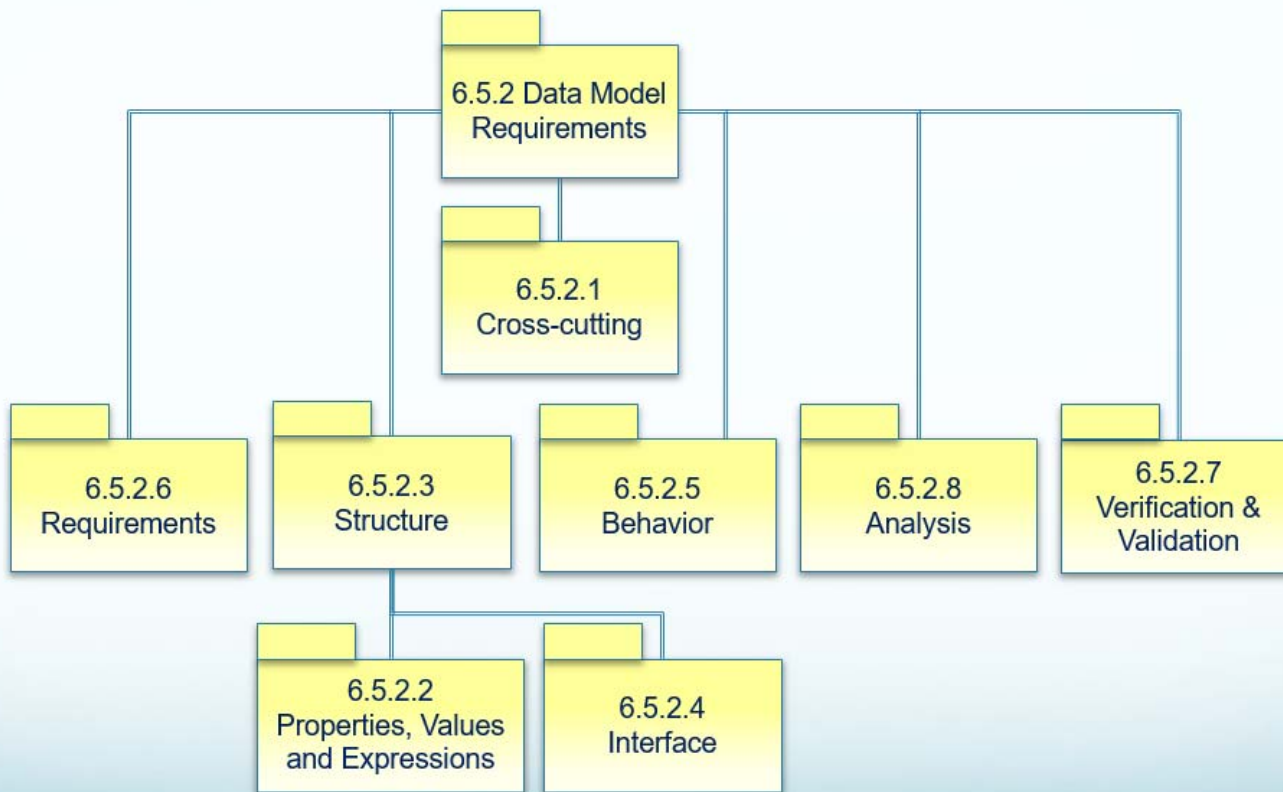 6.5.2 Data Model
Requirements
6.5.2.1
Cross-cutting
6.5.2.6
Requirements
6.5.2.3
Structure
6.5.2.5
Behavior
6.5.2.8
Analysis
6.5.2.7
Verification &
Validation
6.5.2.2
Properties, Values
and Expressions
6.5.2.4
Interface